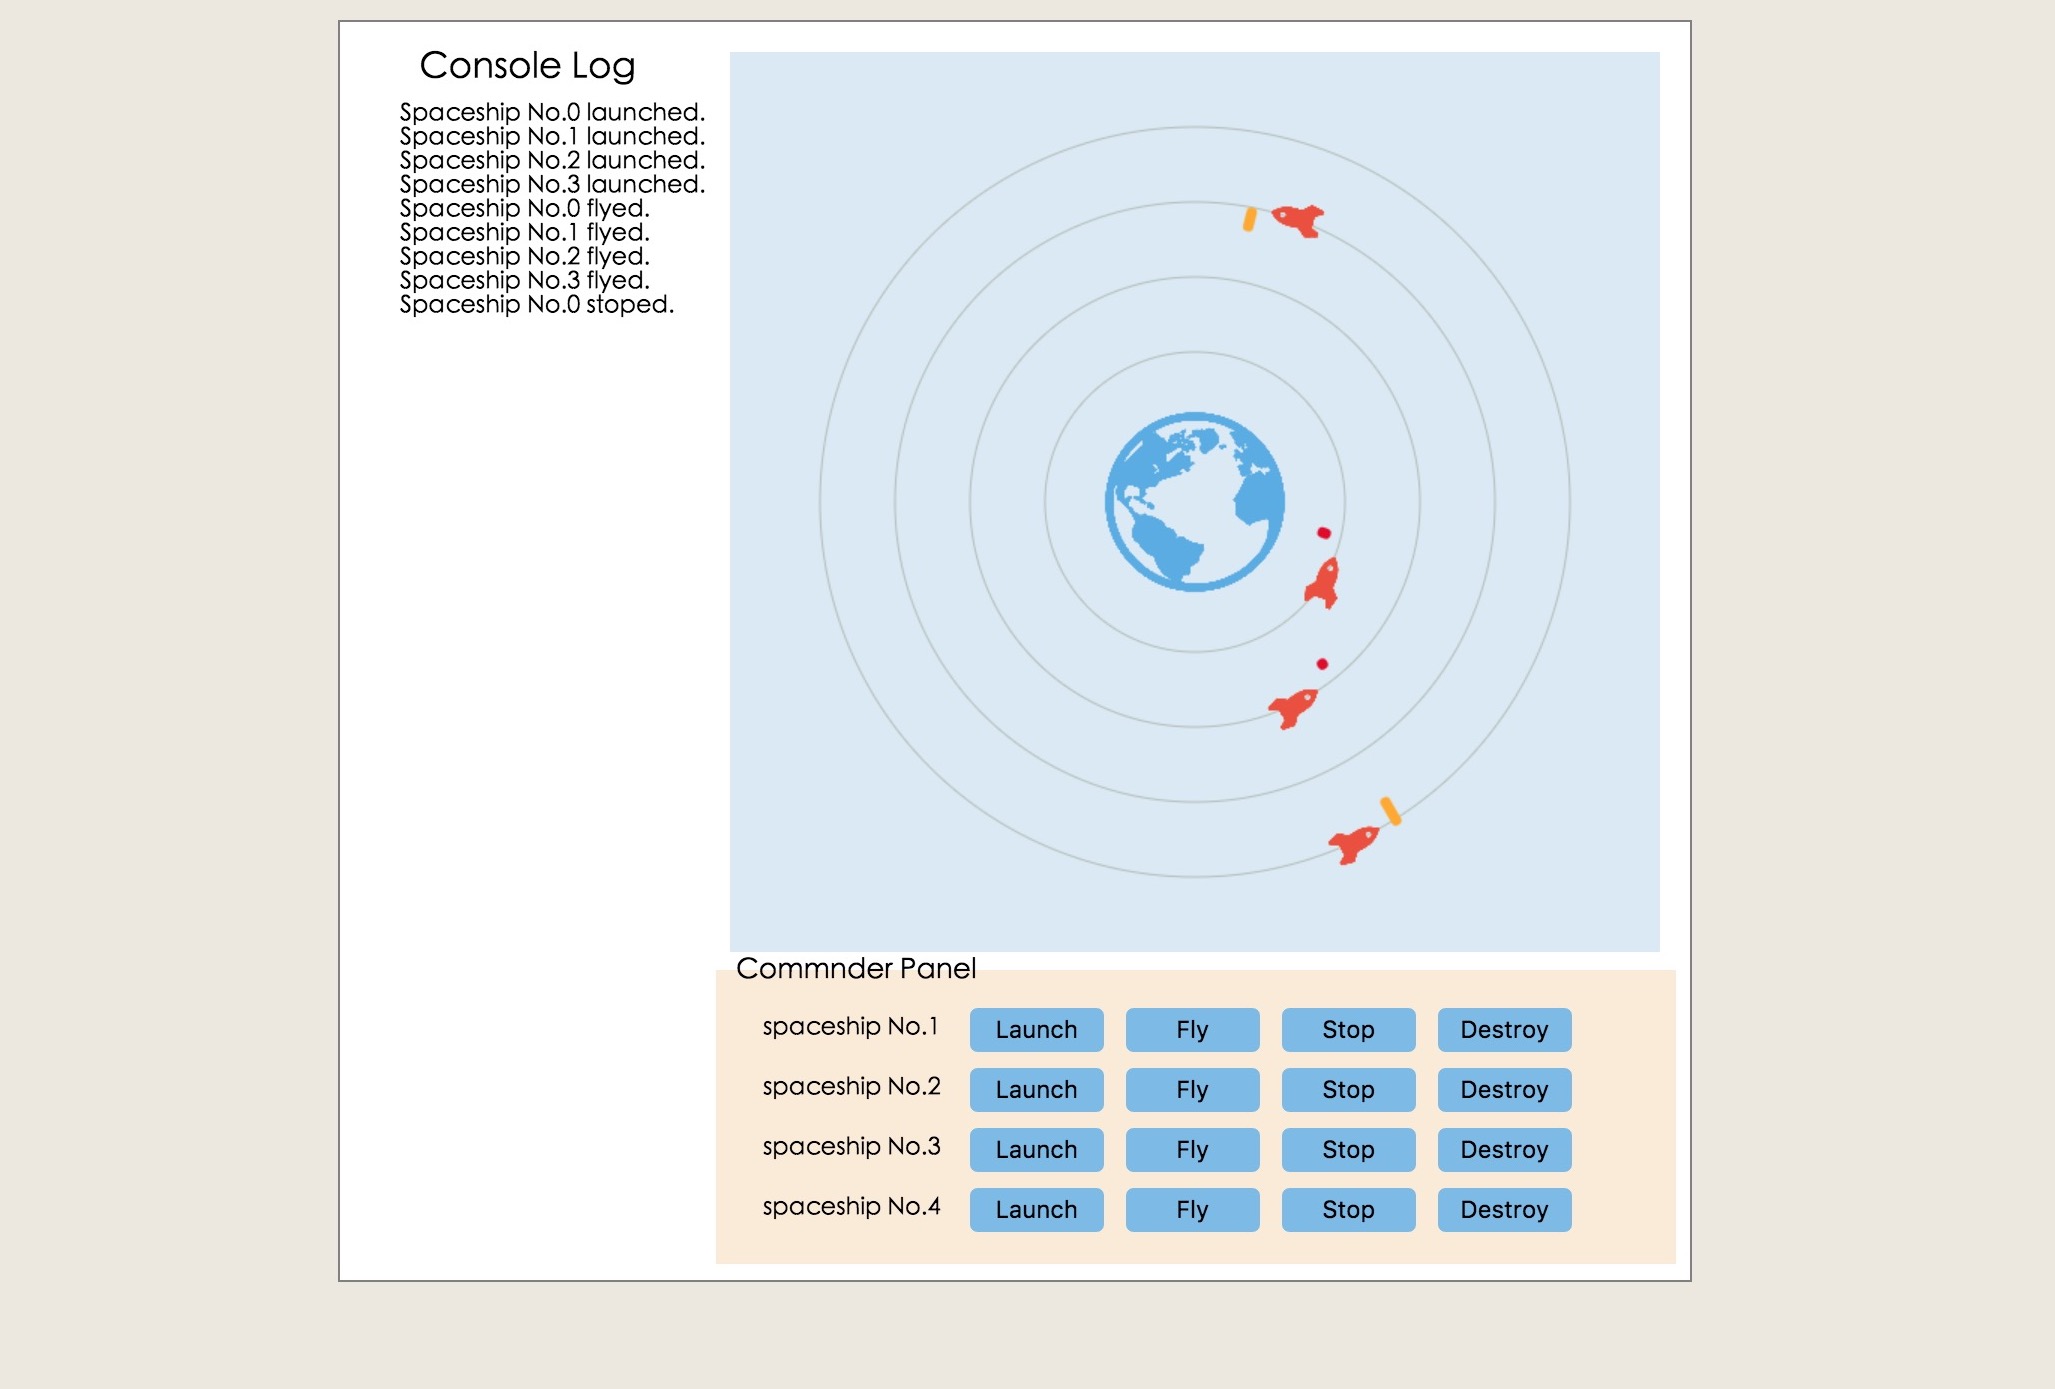 Console Log
Spaceship No.0 launched.
Spaceship No.1 launched.
Spaceship No.2 launched.
Spaceship No.3 launched.
Spaceship No.0 flyed.
Spaceship No.1 flyed.
Spaceship No.2 flyed.
Spaceship No.3 flyed.
Spaceship No.0 stoped.
Commnder Panel
spaceship No.1 Launch Fly Stop Destroy
spaceship No.2 Launch Fly Stop Destroy
spaceship No.3 Launch Fly Stop Destroy
spaceship No.4 Launch Fly Stop Destroy